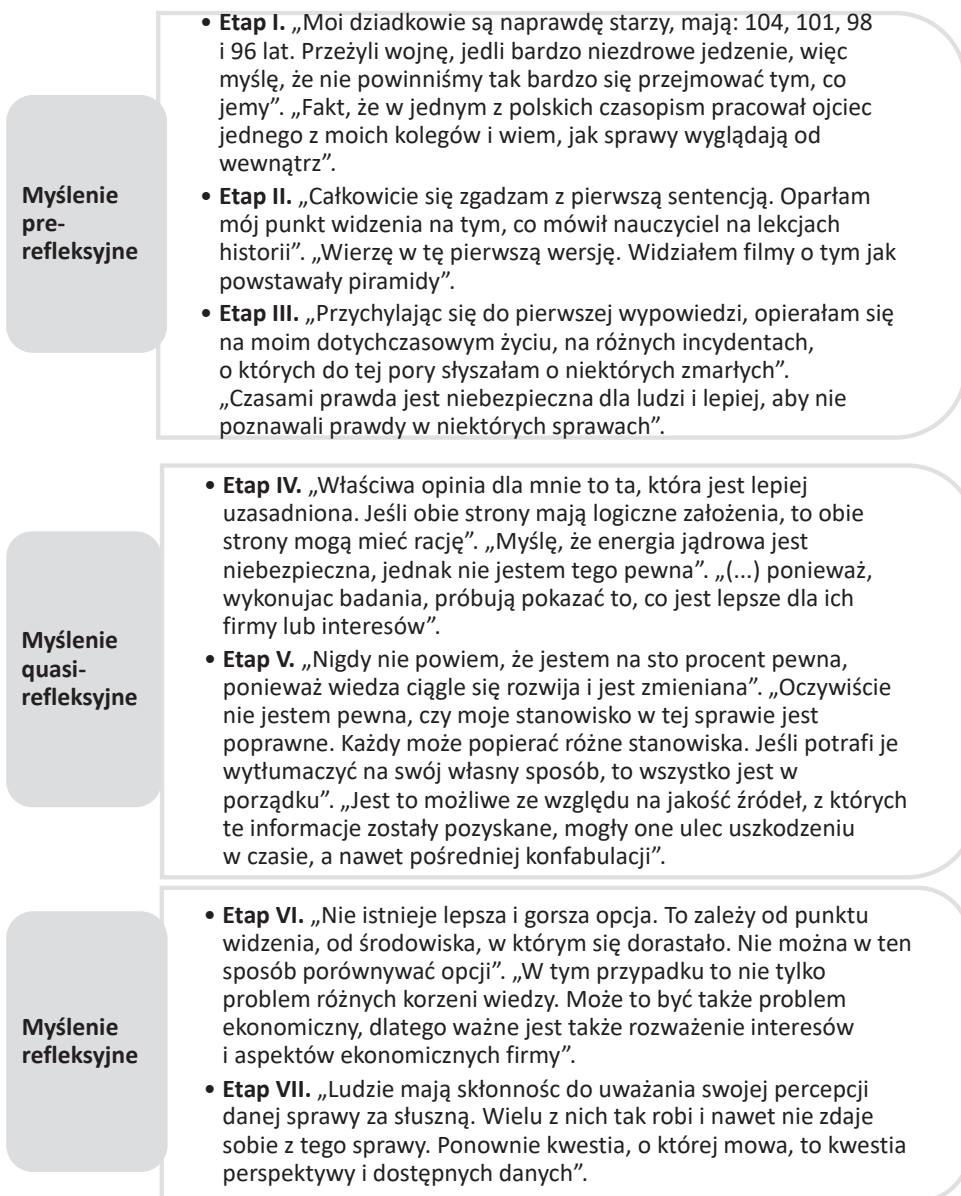 • Etap I. „Moi dziadkowie są naprawdę starzy, mają: 104, 101, 98
i 96 lat. Przeżyli wojnę, jedli bardzo niezdrowe jedzenie, więc
myślę, że nie powinniśmy tak bardzo się przejmować tym, co
jemy”. „Fakt, że w jednym z polskich czasopism pracował ojciec
jednego z moich kolegów i wiem, jak sprawy wyglądają od
wewnątrz”.
Myślenie
pre-
refleksyjne
• Etap II. „Całkowicie się zgadzam z pierwszą sentencją. Oparłam
mój punkt widzenia na tym, co mówił nauczyciel na lekcjach
historii”. „Wierzę w tę pierwszą wersję. Widziałem filmy o tym jak
powstawały piramidy”.
• Etap III. „Przychylając się do pierwszej wypowiedzi, opierałam się
na moim dotychczasowym życiu, na różnych incydentach,
o których do tej pory słyszałam o niektórych zmarłych”.
„Czasami prawda jest niebezpieczna dla ludzi i lepiej, aby nie
poznawali prawdy w niektórych sprawach”.
Myślenie
quasi-
refleksyjne
• Etap IV. „Właściwa opinia dla mnie to ta, która jest lepiej
uzasadniona. Jeśli obie strony mają logiczne założenia, to obie
strony mogą mieć rację”. „Myślę, że energia jądrowa jest
niebezpieczna, jednak nie jestem tego pewna”. „(...) ponieważ,
wykonujac badania, próbują pokazać to, co jest lepsze dla ich
firmy lub interesów”.
• Etap V. „Nigdy nie powiem, że jestem na sto procent pewna,
ponieważ wiedza ciągle się rozwija i jest zmieniana”. „Oczywiście
nie jestem pewna, czy moje stanowisko w tej sprawie jest
poprawne. Każdy może popierać różne stanowiska. Jeśli potrafi je
wytłumaczyć na swój własny sposób, to wszystko jest w
porządku”. „Jest to możliwe ze względu na jakość źródeł, z których
te informacje zostały pozyskane, mogły one ulec uszkodzeniu
w czasie, a nawet pośredniej konfabulacji”.
Myślenie
refleksyjne
• Etap VI. „Nie istnieje lepsza i gorsza opcja. To zależy od punktu
widzenia, od środowiska, w którym się dorastało. Nie można w ten
sposób porównywać opcji”. „W tym przypadku to nie tylko
problem różnych korzeni wiedzy. Może to być także problem
ekonomiczny, dlatego ważne jest także rozważenie interesów
i aspektów ekonomicznych firmy”.
• Etap VII. „Ludzie mają skłonnośc do uważania swojej percepcji
danej sprawy za słuszną. Wielu z nich tak robi i nawet nie zdaje
sobie z tego sprawy. Ponownie kwestia, o której mowa, to kwestia
perspektywy i dostępnych danych”.